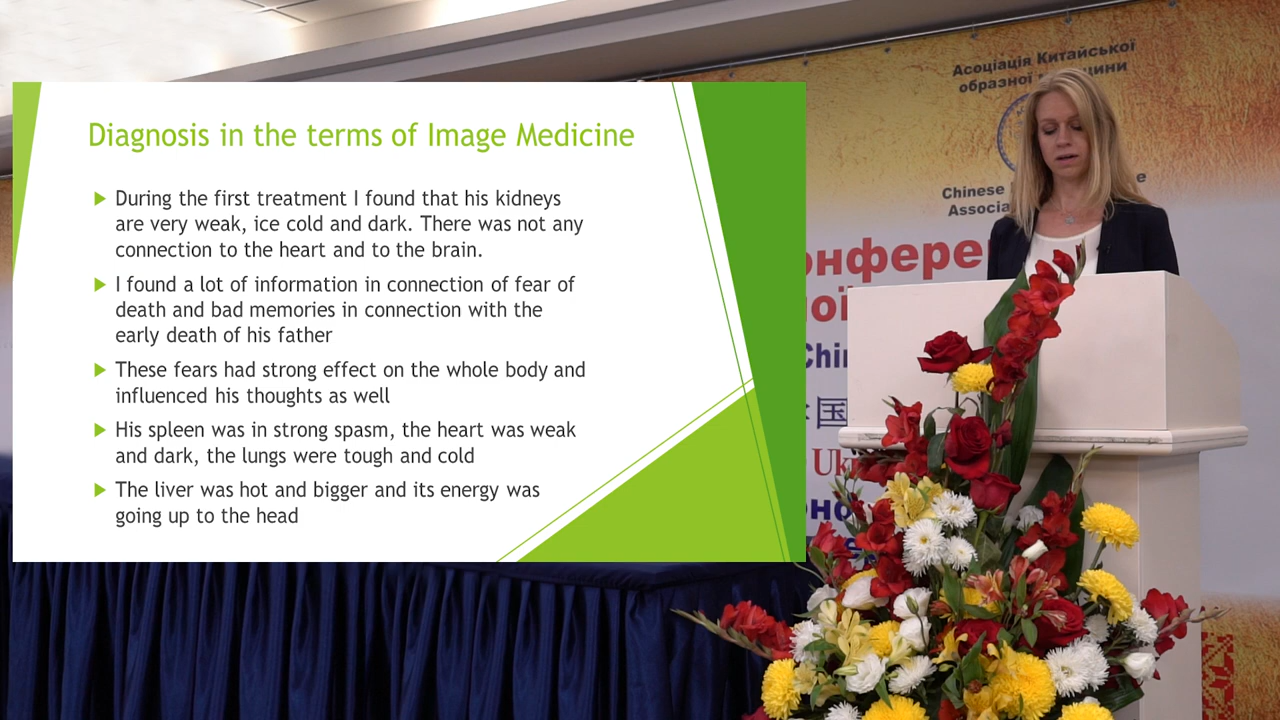 Diagnosis in the terms of Image Medicine
During the first treatment I found that his kidneys
are very weak, ice cold and dark. There was not any
connection to the heart and to the brain.
I found a lot of information in connection of fear of
death and bad memories in connection with the
early death of his father
These fears had strong effect on the whole body and
influenced his thoughts as well
His spleen was in strong spasm, the heart was weak
and dark, the lungs were tough and cold
The liver was hot and bigger and its energy was
going up to the head
Асоціація Китайської
образної
Chinese